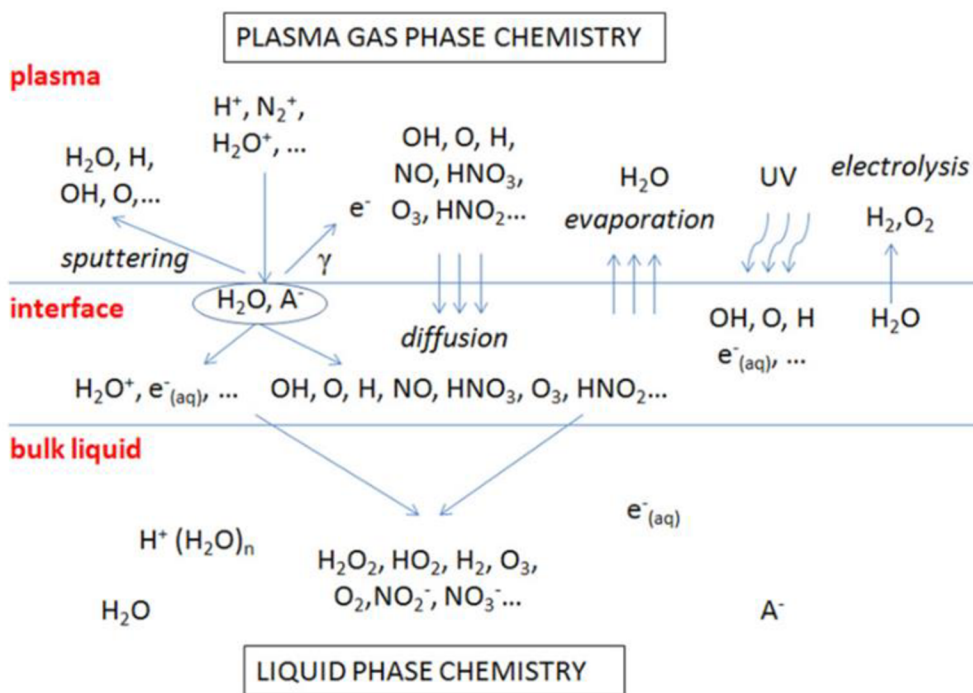 PLASMA GAS PHASE CHEMISTRY
plasma
H⁺, N₂⁺,
H₂O⁺, ...
H₂O, H,
OH, O,...
sputtering
e⁻
γ
OH, O, H,
NO, HNO₃,
O₃, HNO₂...
H₂O
evaporation
UV
electrolysis
H₂,O₂
interface
H₂O, A⁻
diffusion
OH, O, H
e⁻(aq), ...
H₂O
H₂O⁺, e⁻(aq), ...
OH, O, H, NO, HNO₃, O₃, HNO₂...
bulk liquid
e⁻(aq)
H⁺ (H₂O)ₙ
H₂O₂, HO₂, H₂, O₃,
O₂,NO₂⁻, NO₃⁻...
H₂O
A⁻
LIQUID PHASE CHEMISTRY